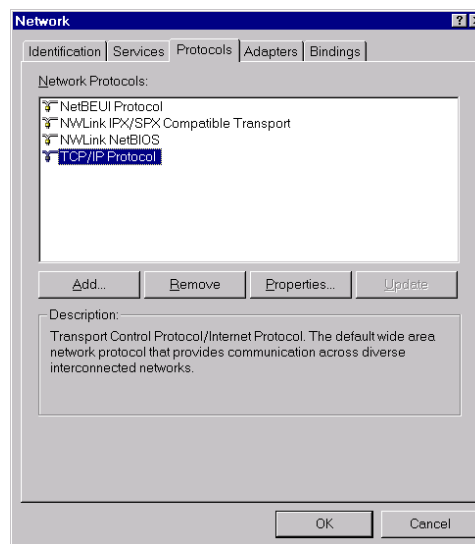 Network
Identification Services Protocols Adapters Bindings
Network Protocols:
NetBEUI Protocol
NWLink IPX/SPX Compatible Transport
NWLink NetBIOS
TCP/IP Protocol
Add... Remove Properties... Update
Description:
Transport Control Protocol/Internet Protocol. The default wide area
network protocol that provides communication across diverse
interconnected networks.
OK Cancel